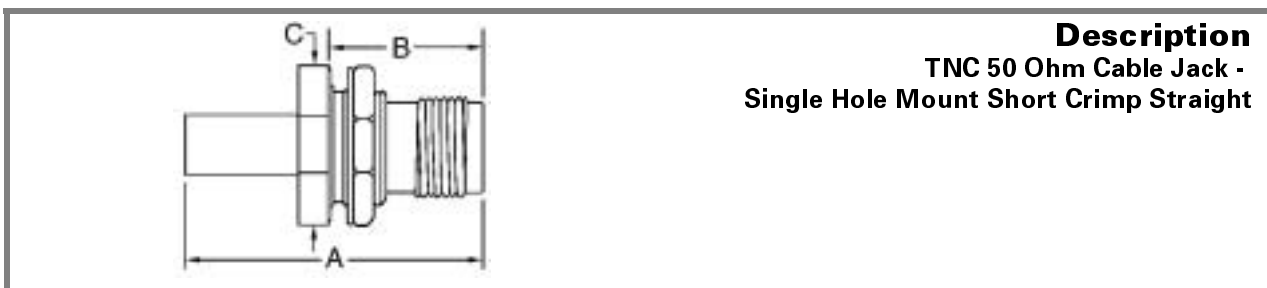 Description
TNC 50 Ohm Cable Jack -
Single Hole Mount Short Crimp Straight
C
B
A